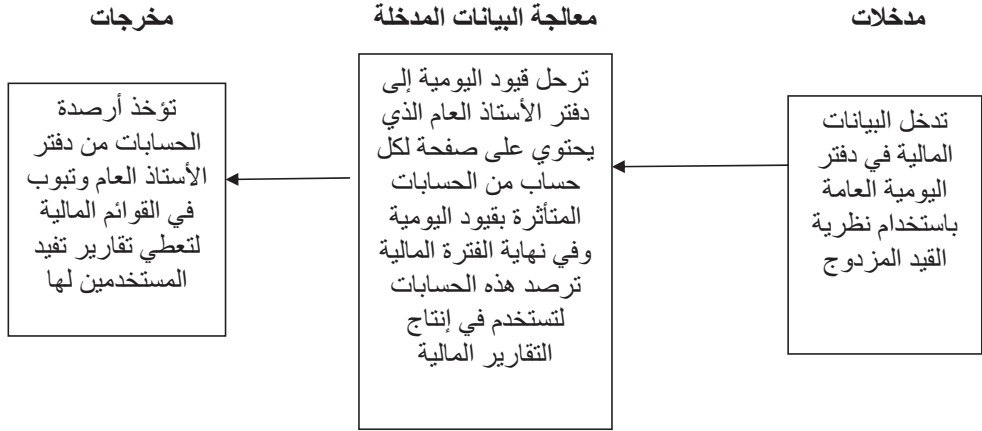 مدخلات
معالجة البيانات المدخلة
مخرجات
تدخل البيانات
المالية في دفتر
اليومية العامة
باستخدام نظرية
القيد المزدوج
ترحل قيود اليومية إلى
دفتر الأستاذ العام الذي
يحتوي على صفحة لكل
حساب من الحسابات
المتأثرة بقيود اليومية
وفي نهاية الفترة المالية
ترصد هذه الحسابات
لتستخدم في إنتاج
التقارير المالية
تؤخذ أرصدة
الحسابات من دفتر
الأستاذ العام وتبوب
في القوائم المالية
لتعطي تقارير تفيد
المستخدمين لها